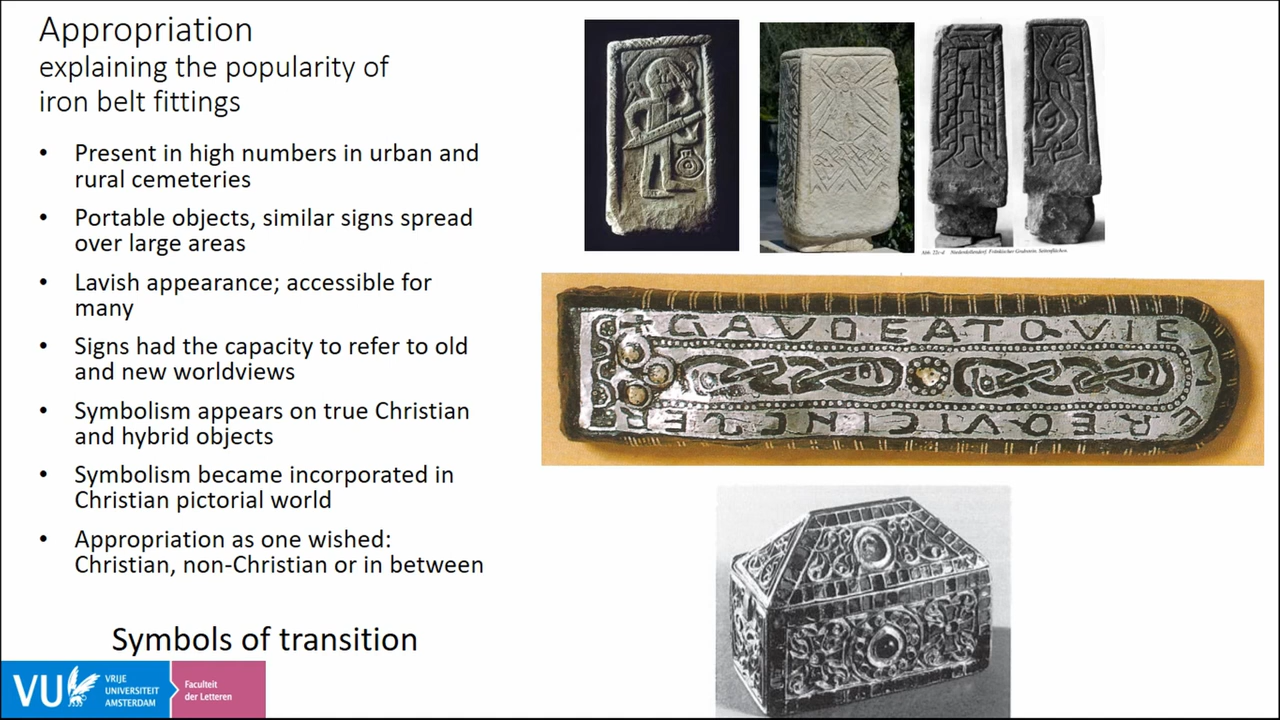 Appropriation
explaining the popularity of
iron belt fittings
• Present in high numbers in urban and
rural cemeteries
• Portable objects, similar signs spread
over large areas
• Lavish appearance; accessible for
many
• Signs had the capacity to refer to old
and new worldviews
• Symbolism appears on true Christian
and hybrid objects
• Symbolism became incorporated in
Christian pictorial world
• Appropriation as one wished:
Christian, non-Christian or in between
Symbols of transition
VU VRIJE
UNIVERSITEIT
AMSTERDAM
Faculteit
der Letteren
Niederdollendorf. Fränkischer Grabstein. Seitenflächen.
+ GAVDEATQVIE